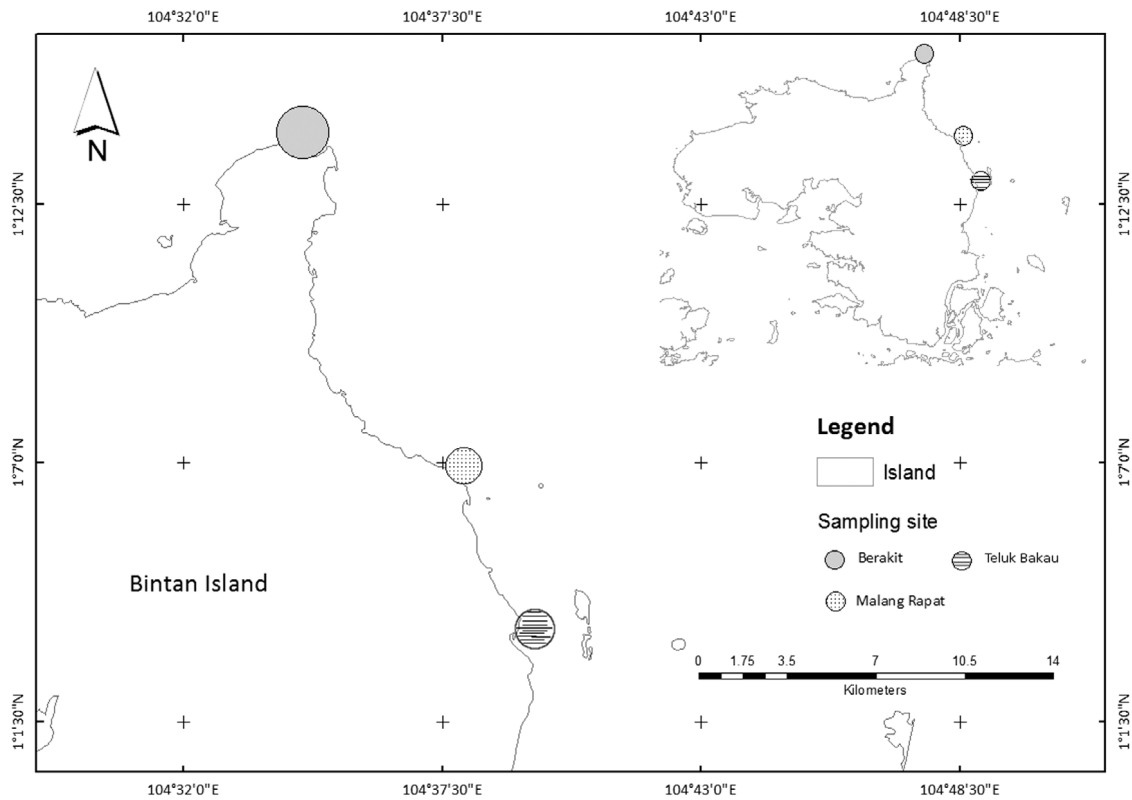 104°32'0"E 104°37'30"E 104°43'0"E 104°48'30"E
N
1°12'30"N 1°12'30"N
1°7'0"N 1°7'0"N
Legend
Island
Sampling site
Berakit Teluk Bakau
Malang Rapat
Bintan Island
0 1.75 3.5 7 10.5 14
Kilometers
1°1'30"N 1°1'30"N
104°32'0"E 104°37'30"E 104°43'0"E 104°48'30"E